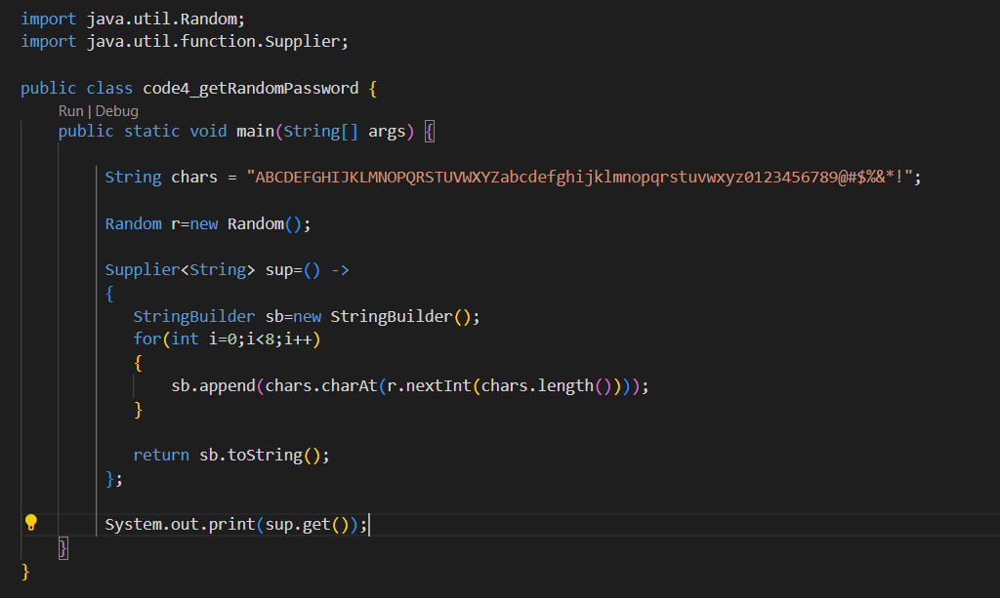 import java.util.Random;
import java.util.function.Supplier;
public class code4_getRandomPassword {
Run | Debug
public static void main(String[] args) {
String chars = "ABCDEFGHIJKLMNOPQRSTUVWXYZabcdefghijklmnopqrstuvwxyz0123456789@#$%&*!";
Random r=new Random();
Supplier<String> sup=() ->
{
StringBuilder sb=new StringBuilder();
for(int i=0;i<8;i++)
{
sb.append(chars.charAt(r.nextInt(chars.length())));
}
return sb.toString();
};
System.out.print(sup.get());
}
}